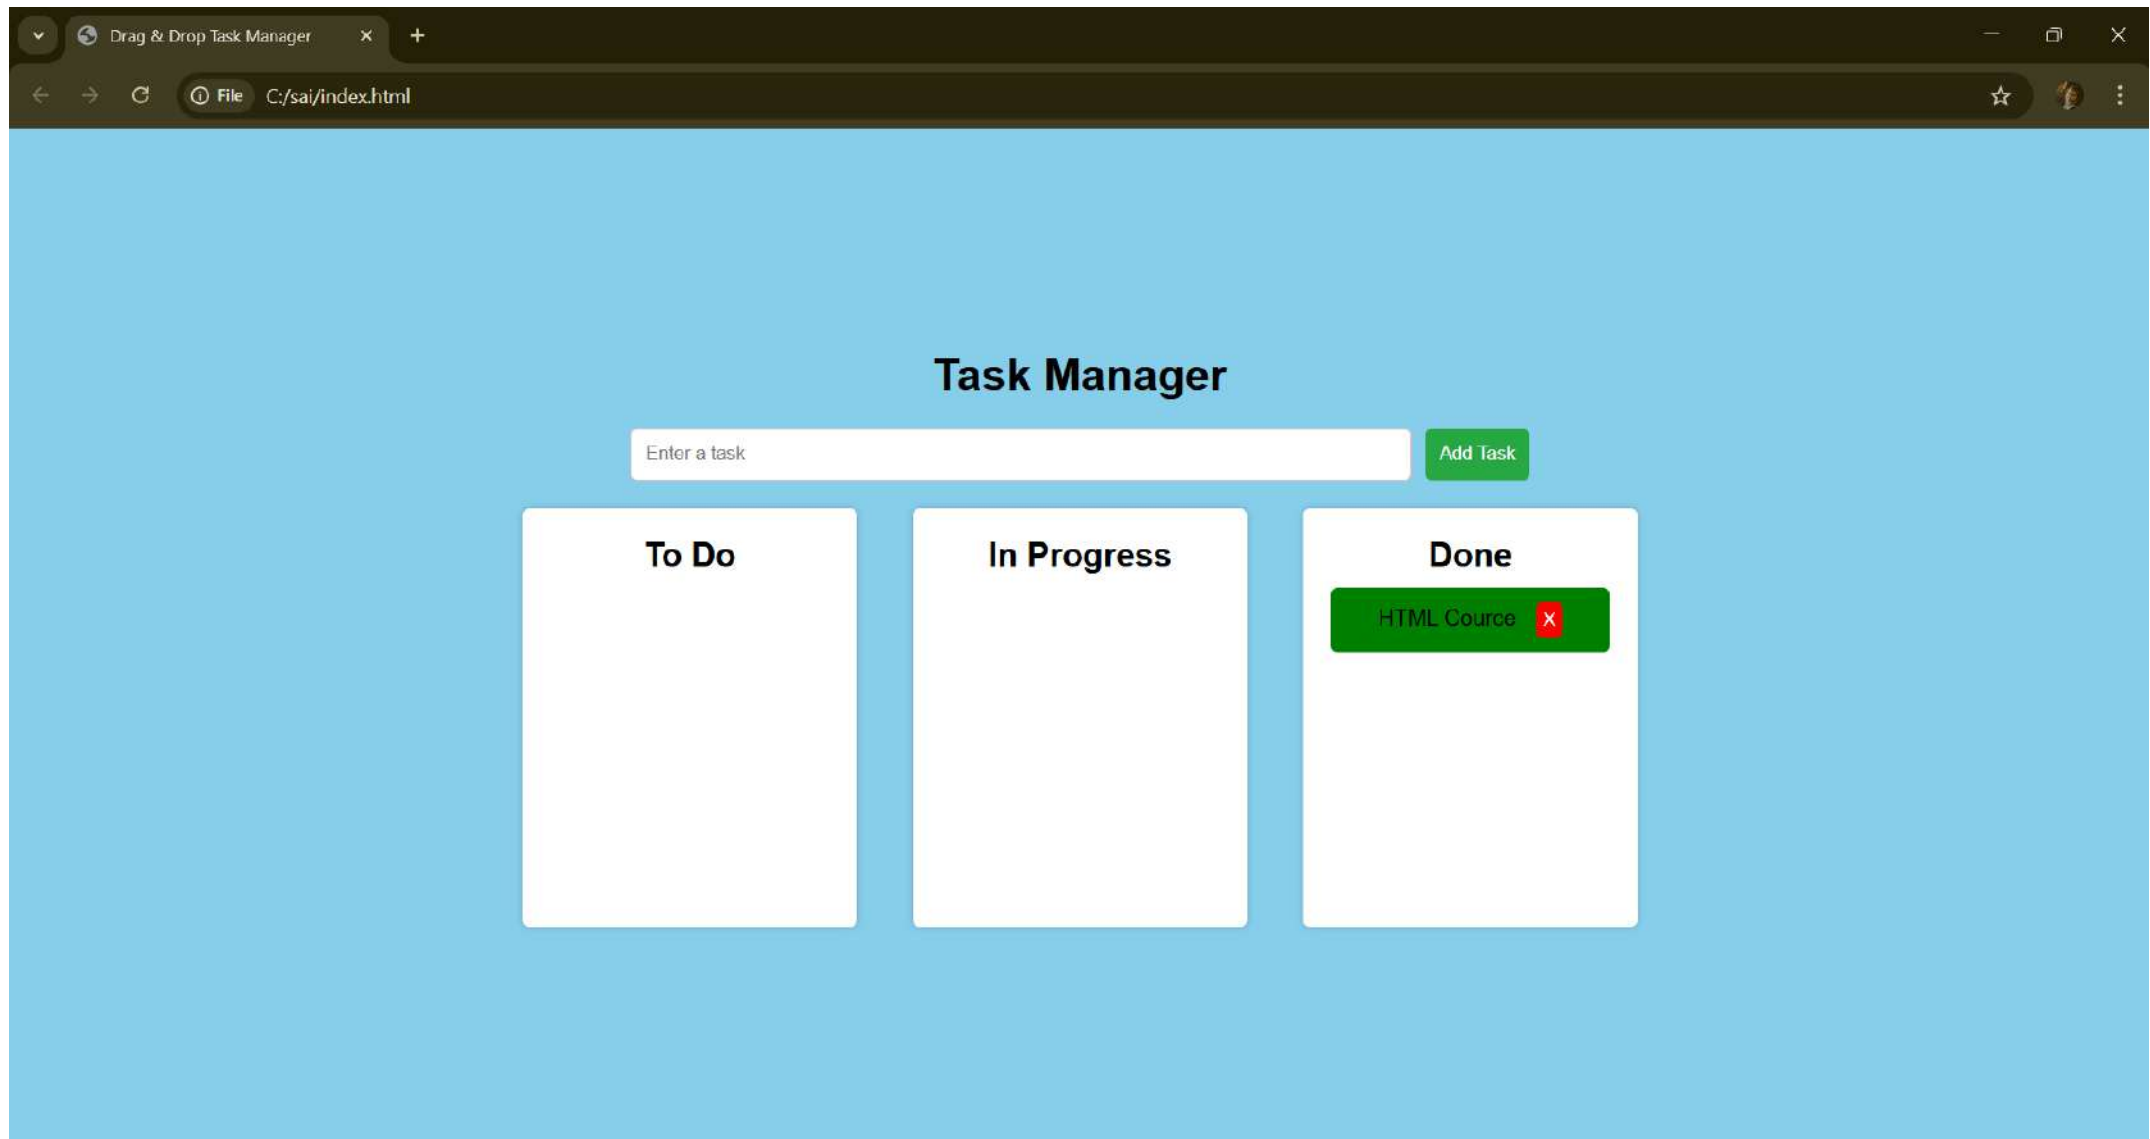 Drag & Drop Task Manager
File C:/sai/index.html
Task Manager
Enter a task Add Task
To Do In Progress Done
HTML Cource X